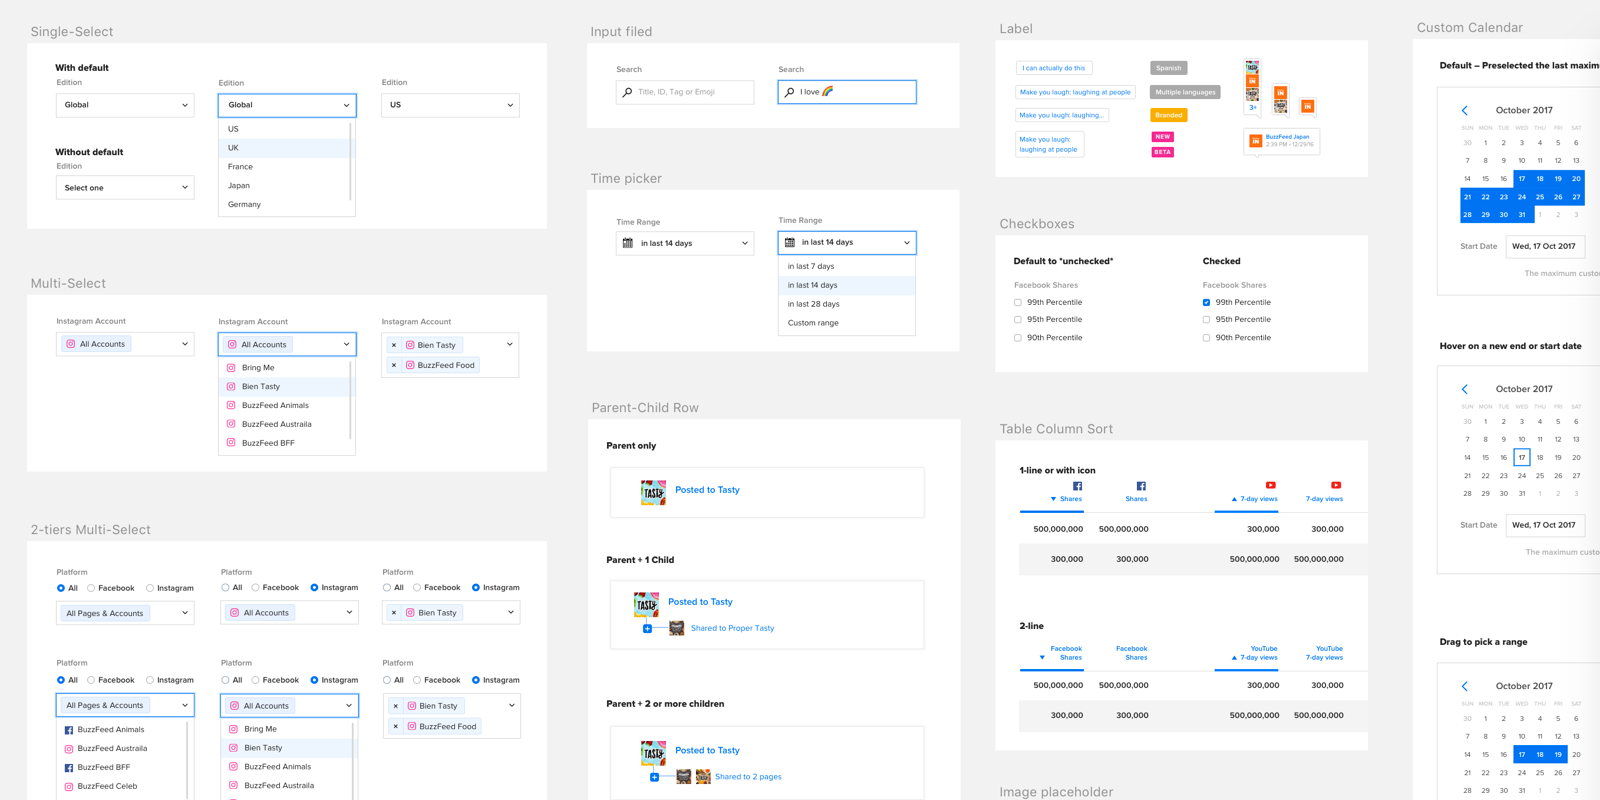 Single-Select
With default
Edition
Global
Edition
Global
US
UK
France
Japan
Germany
Edition
US
Without default
Edition
Select one
Multi-Select
Instagram Account
All Accounts
Instagram Account
All Accounts
Bring Me
Bien Tasty
BuzzFeed Animals
BuzzFeed Austraila
BuzzFeed BFF
Instagram Account
× Bien Tasty
× BuzzFeed Food
2-tiers Multi-Select
Platform
All Facebook Instagram
All Pages & Accounts
Platform
All Facebook Instagram
All Accounts
Platform
All Facebook Instagram
× Bien Tasty
Platform
All Facebook Instagram
All Pages & Accounts
BuzzFeed Animals
BuzzFeed Austraila
BuzzFeed BFF
BuzzFeed Celeb
Platform
All Facebook Instagram
All Accounts
Bring Me
Bien Tasty
BuzzFeed Animals
BuzzFeed Austraila
Platform
All Facebook Instagram
× Bien Tasty
× BuzzFeed Food
Input filed
Search
Title, ID, Tag or Emoji
Search
I love 🌈
Time picker
Time Range
in last 14 days
Time Range
in last 14 days
in last 7 days
in last 14 days
in last 28 days
Custom range
Parent-Child Row
Parent only
TASTY
Posted to Tasty
Parent + 1 Child
TASTY
Posted to Tasty
Shared to Proper Tasty
Parent + 2 or more children
TASTY
Posted to Tasty
Shared to 2 pages
Label
I can actually do this
Make you laugh: laughing at people
Make you laugh: laughing...
Make you laugh:
laughing at people
Spanish
Multiple languages
Branded
NEW
BETA
3+
BuzzFeed Japan
2:39 PM • 12/29/16
Checkboxes
Default to *unchecked*
Facebook Shares
99th Percentile
95th Percentile
90th Percentile
Checked
Facebook Shares
99th Percentile
95th Percentile
90th Percentile
Table Column Sort
1-line or with icon
▼ Shares Shares ▲ 7-day views 7-day views
500,000,000 500,000,000 300,000 300,000
300,000 300,000 500,000,000 500,000,000
2-line
Facebook Facebook YouTube YouTube
▼ Shares Shares ▲ 7-day views 7-day views
500,000,000 500,000,000 300,000 300,000
300,000 300,000 500,000,000 500,000,000
Image placeholder
Custom Calendar
Default – Preselected the last maximu
October 2017
SUN MON TUE WED THU FRI SAT
30 1 2 3 4 5 6
7 8 9 10 11 12 13
14 15 16 17 18 19 20
21 22 23 24 25 26 27
28 29 30 31 1 2 3
Start Date Wed, 17 Oct 2017
The maximum custo
Hover on a new end or start date
October 2017
SUN MON TUE WED THU FRI SAT
30 1 2 3 4 5 6
7 8 9 10 11 12 13
14 15 16 17 18 19 20
21 22 23 24 25 26 27
28 29 30 31 1 2 3
Start Date Wed, 17 Oct 2017
The maximum custo
Drag to pick a range
October 2017
SUN MON TUE WED THU FRI SAT
30 1 2 3 4 5 6
7 8 9 10 11 12 13
14 15 16 17 18 19 20
21 22 23 24 25 26 27
28 29 30 31 1 2 3